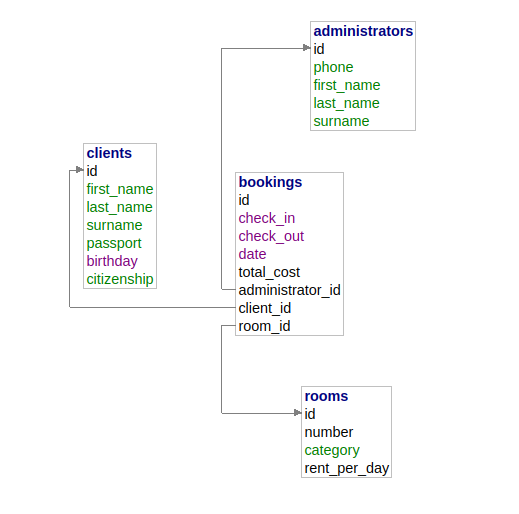 administrators
id
phone
first_name
last_name
surname
clients
id
first_name
last_name
surname
passport
birthday
citizenship
bookings
id
check_in
check_out
date
total_cost
administrator_id
client_id
room_id
rooms
id
number
category
rent_per_day